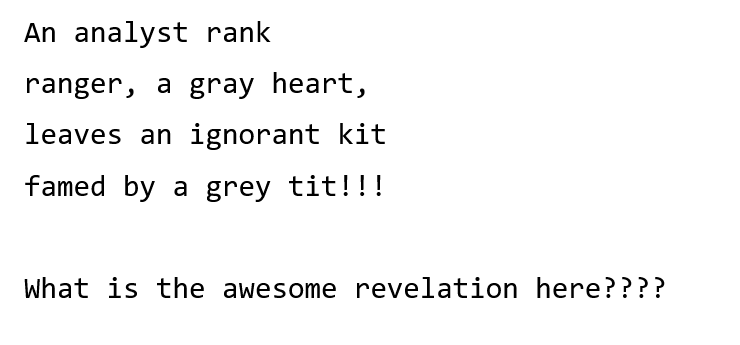 An analyst rank
ranger, a gray heart,
leaves an ignorant kit
famed by a grey tit!!!
What is the awesome revelation here????